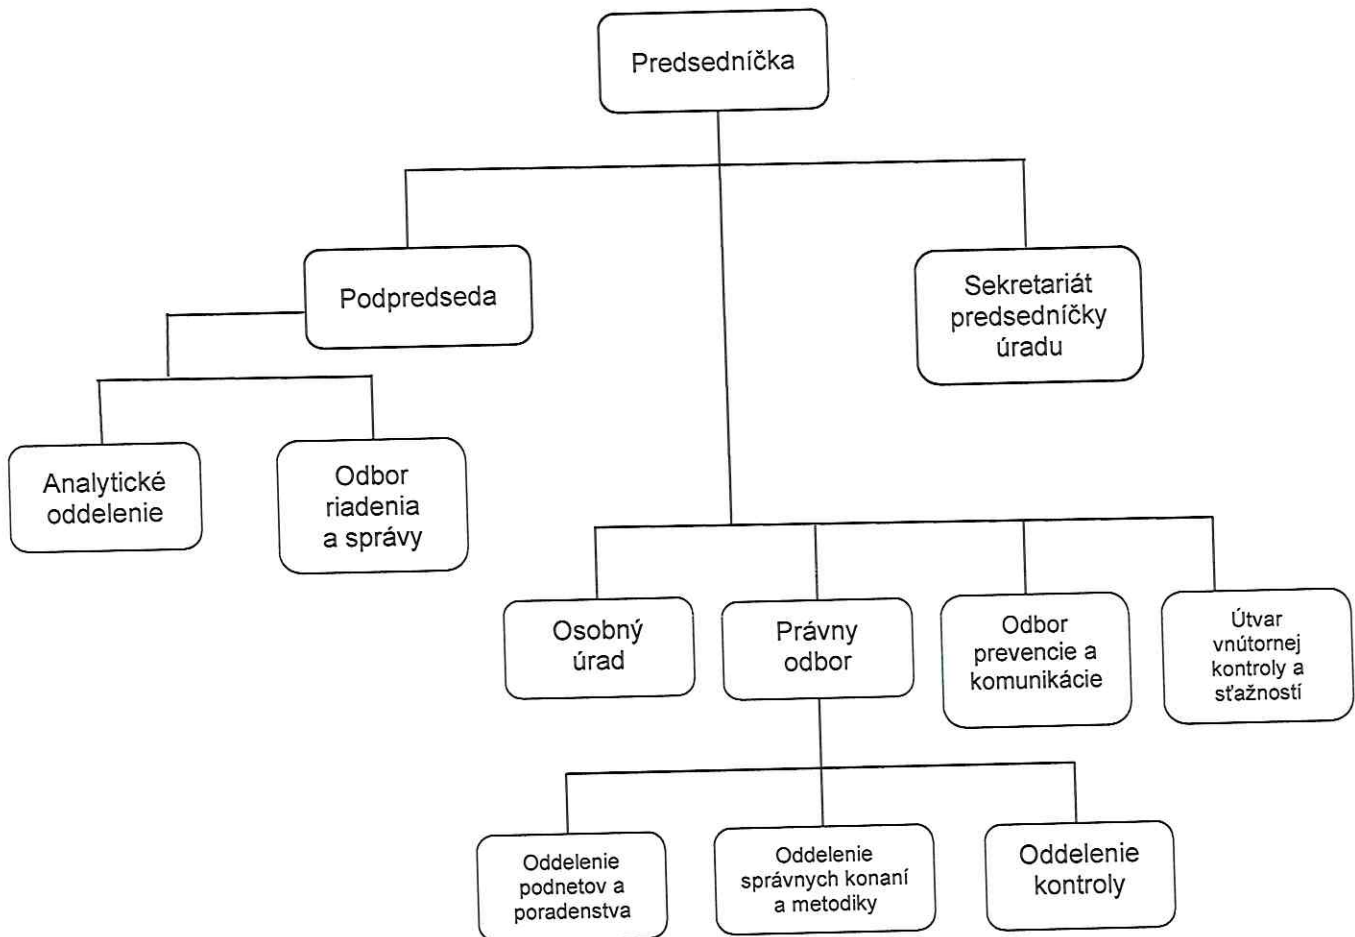 Predsedníčka
Podpredseda
Sekretariát
predsedníčky
úradu
Analytické
oddelenie
Odbor
riadenia
a správy
Osobný
úrad
Právny
odbor
Odbor
prevencie a
komunikácie
Útvar
vnútornej
kontroly a
sťažností
Oddelenie
podnetov a
poradenstva
Oddelenie
správnych konaní
a metodiky
Oddelenie
kontroly